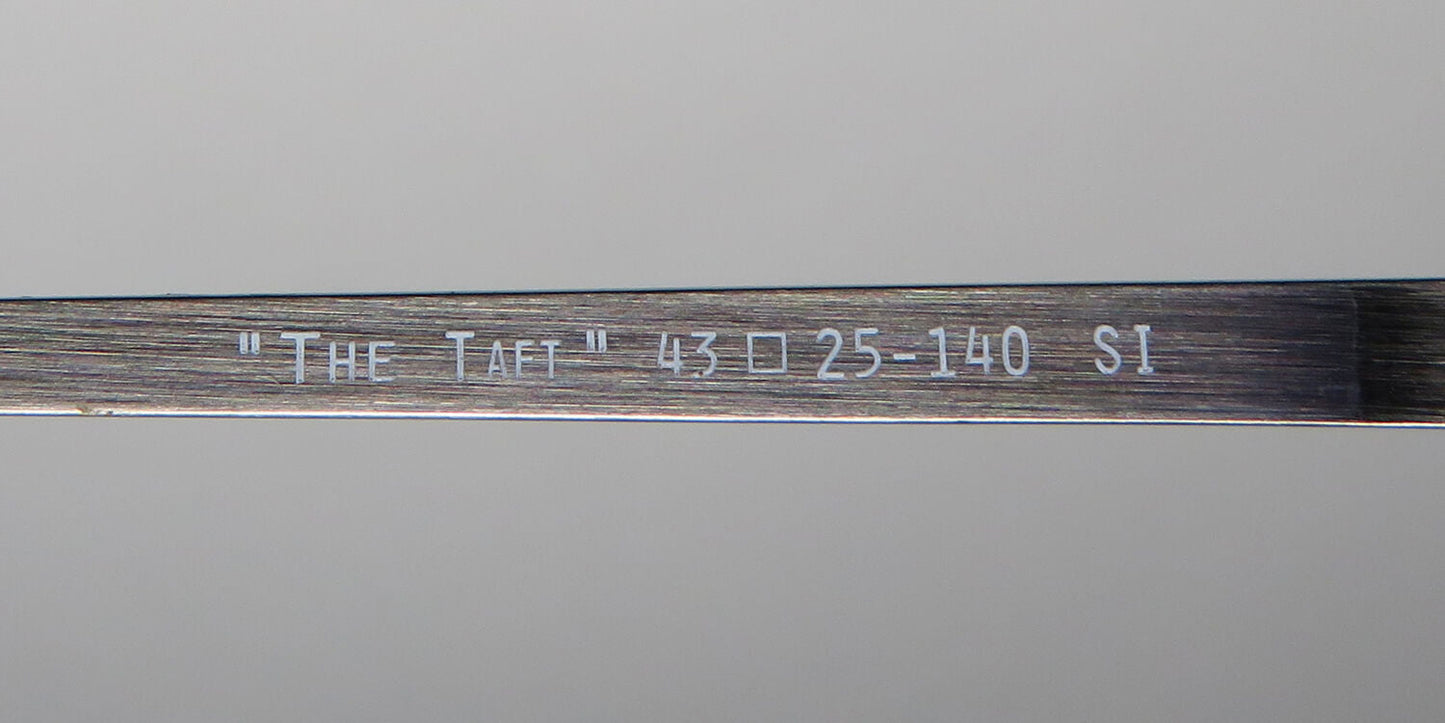 "THE TAFT" 43□25-140 SI